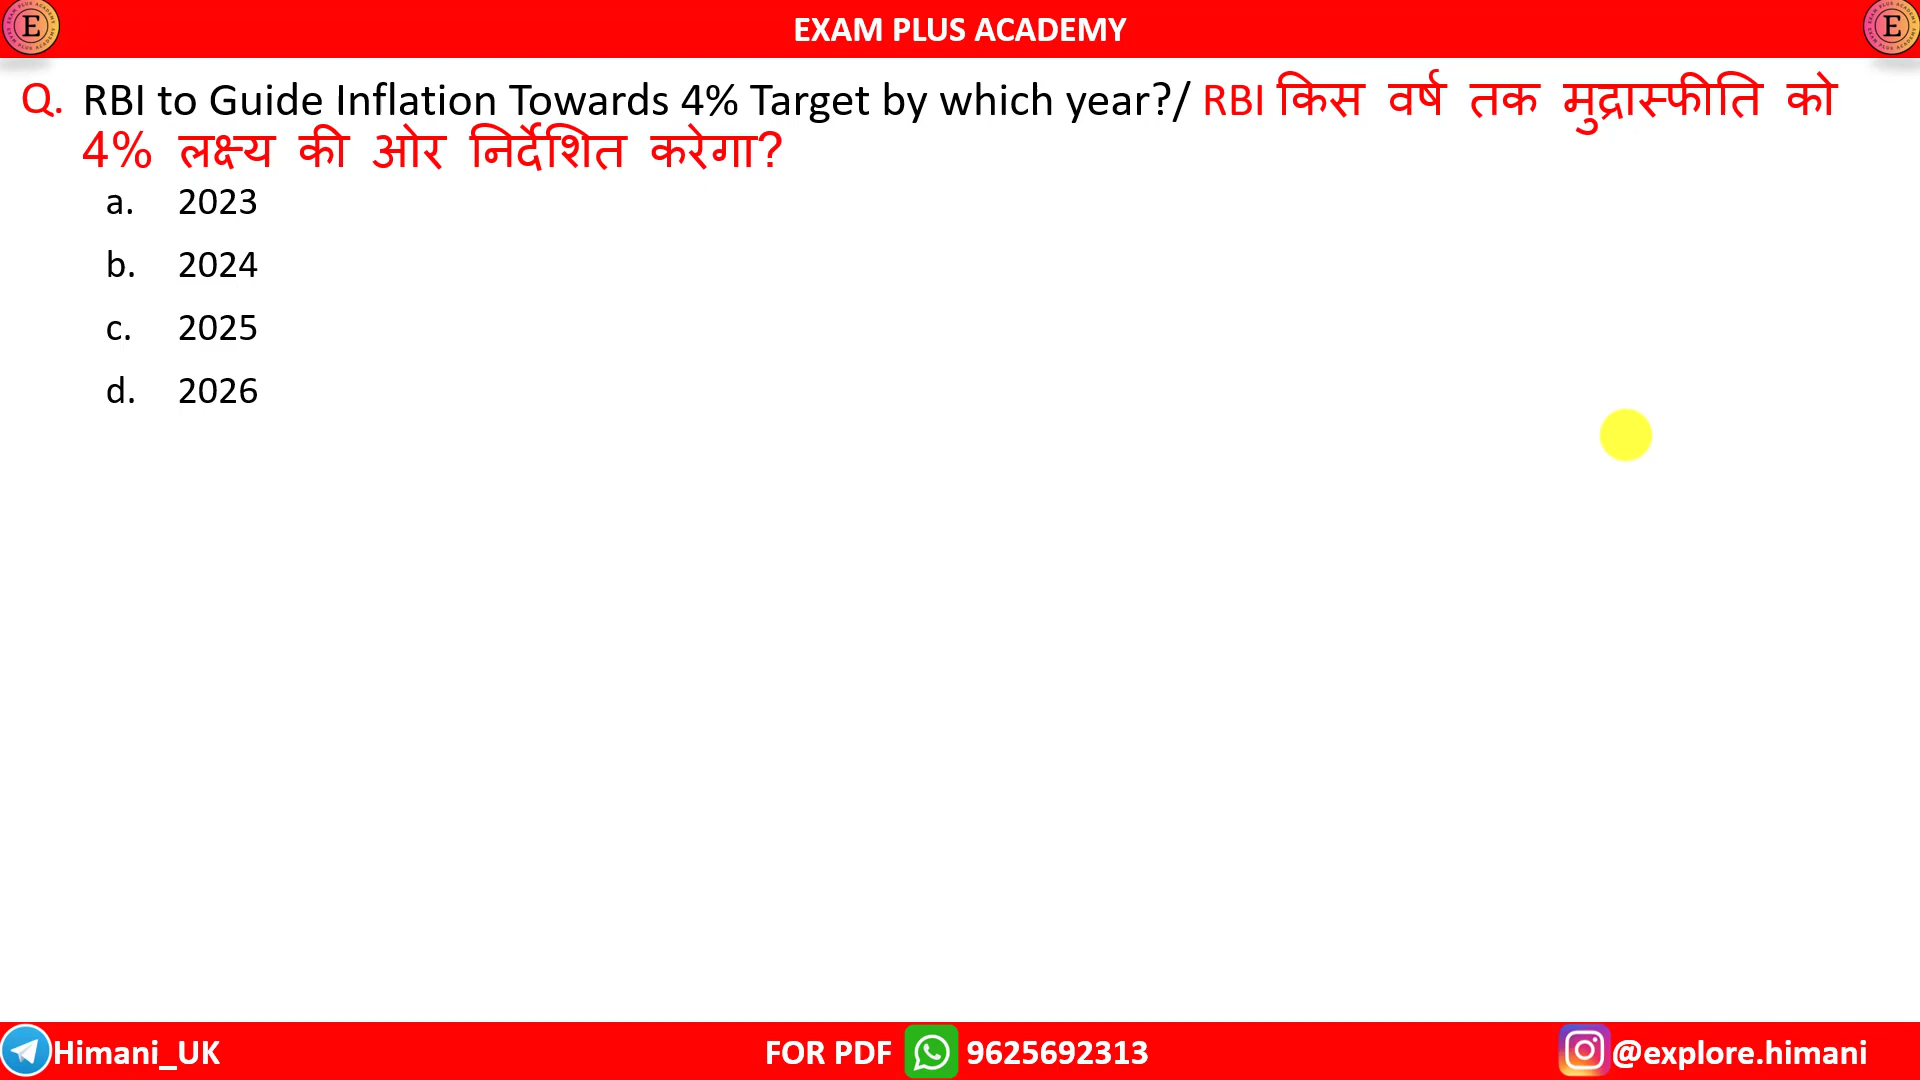 EXAM PLUS ACADEMY
Q. RBI to Guide Inflation Towards 4% Target by which year?/ RBI किस वर्ष तक मुद्रास्फीति को
4% लक्ष्य की ओर निर्देशित करेगा?
a. 2023
b. 2024
c. 2025
d. 2026
Himani_UK FOR PDF 9625692313 @explore.himani